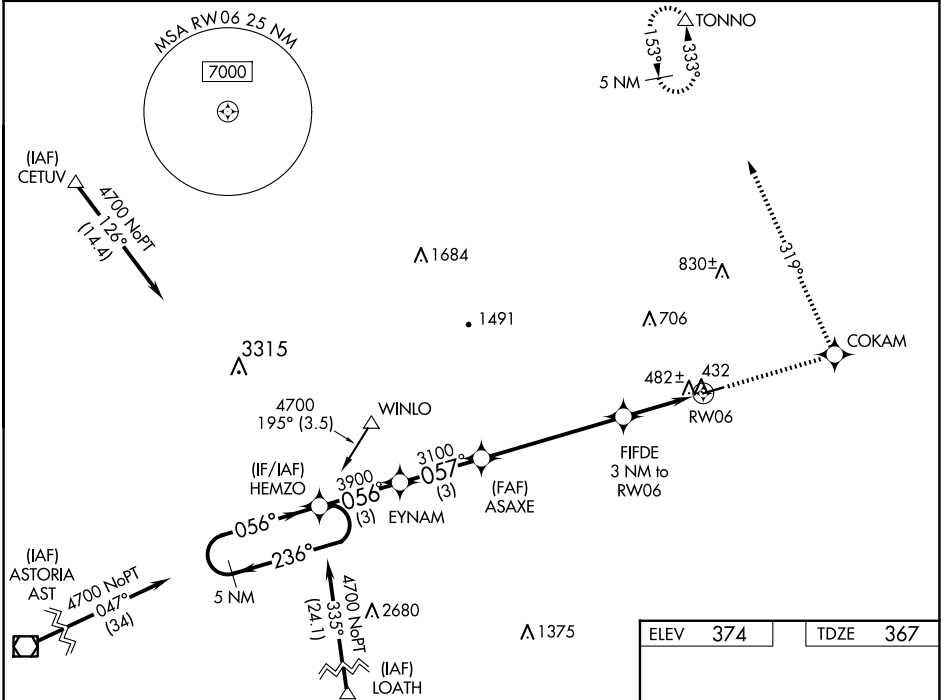 MSA RW06 25 NM
7000
TONNO
153°
333°
5 NM
(IAF)
CETUV
4700 NoPT
126°
(14.4)
1684
830±
319°
1491
706
COKAM
3315
482±
432
RW06
4700
195° (3.5)
WINLO
FIFDE
3 NM to
RW06
(IF/IAF)
HEMZO
3900
056°
(3)
3100
057°
(3)
EYNAM
(FAF)
ASAXE
056°
236°
5 NM
(IAF)
ASTORIA
AST
4700 NoPT
047°
(34)
4700 NoPT
335°
(24.1)
2680
1375
(IAF)
LOATH
ELEV 374
TDZE 367